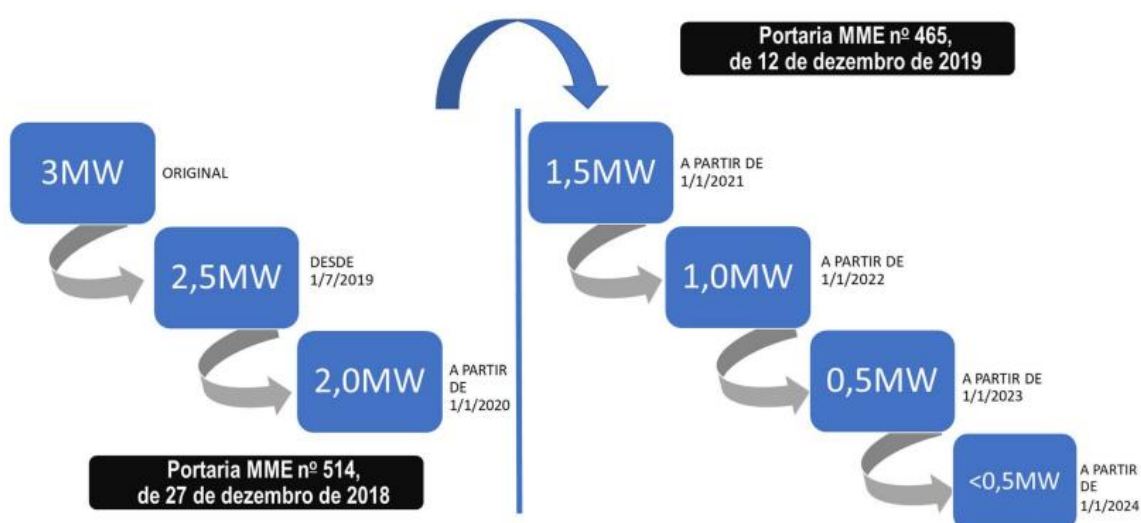 3MW
ORIGINAL
2,5MW
DESDE
1/7/2019
2,0MW
A PARTIR
DE
1/1/2020
Portaria MME nº 514,
de 27 de dezembro de 2018
Portaria MME nº 465,
de 12 de dezembro de 2019
1,5MW
A PARTIR DE
1/1/2021
1,0MW
A PARTIR DE
1/1/2022
0,5MW
A PARTIR DE
1/1/2023
<0,5MW
A PARTIR
DE
1/1/2024